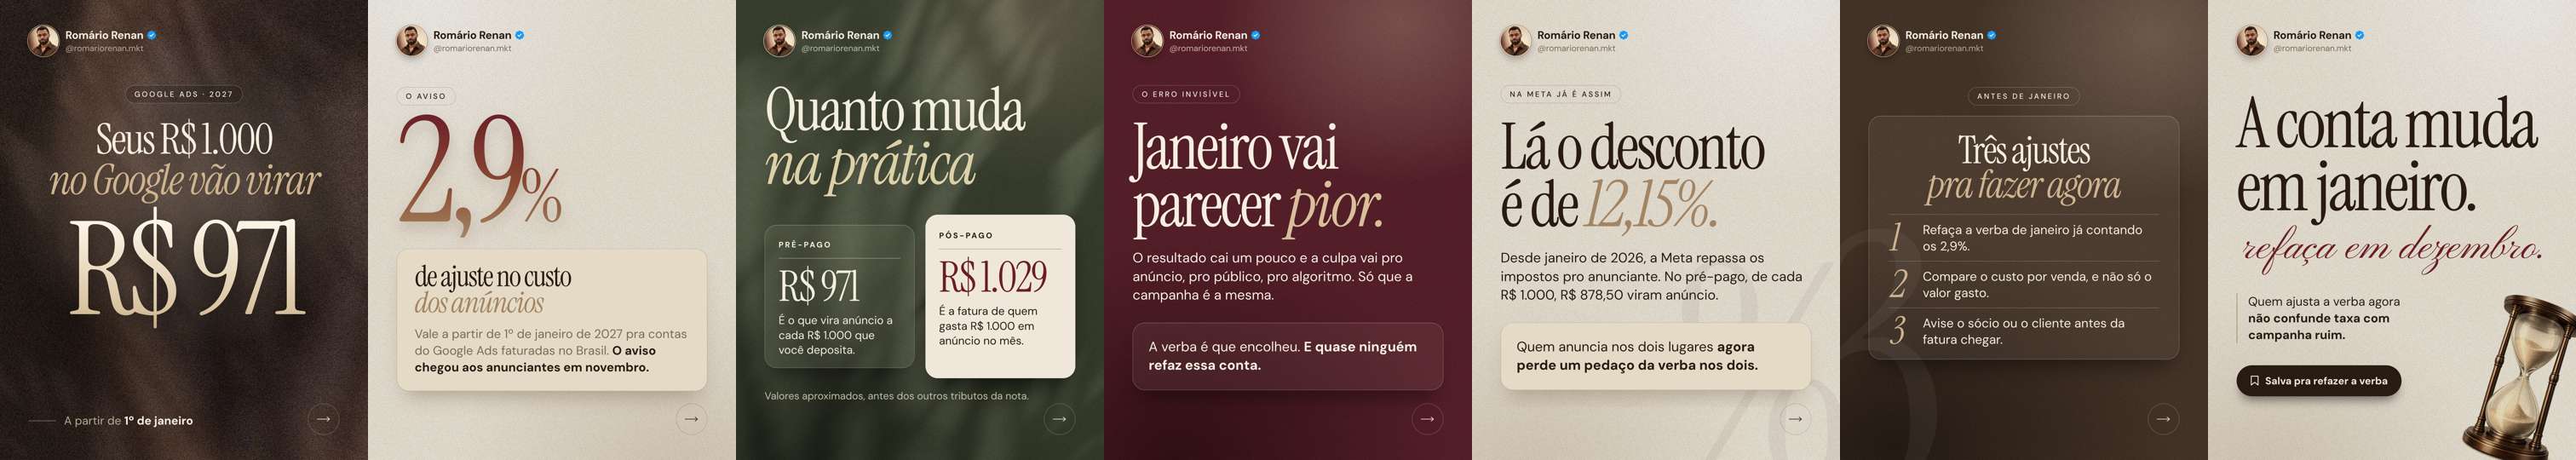 Romário Renan
@romariorenan.mkt
GOOGLE ADS · 2027
Seus R$ 1.000
no Google vão virar
R$ 971
A partir de 1º de janeiro
→
Romário Renan
@romariorenan.mkt
O AVISO
2,9%
de ajuste no custo
dos anúncios
Vale a partir de 1º de janeiro de 2027 pra contas
do Google Ads faturadas no Brasil. O aviso
chegou aos anunciantes em novembro.
→
Romário Renan
@romariorenan.mkt
Quanto muda
na prática
PRÉ-PAGO
R$ 971
É o que vira anúncio a
cada R$ 1.000 que
você deposita.
PÓS-PAGO
R$ 1.029
É a fatura de quem
gasta R$ 1.000 em
anúncio no mês.
Valores aproximados, antes dos outros tributos da nota.
→
Romário Renan
@romariorenan.mkt
O ERRO INVISÍVEL
Janeiro vai
parecer pior.
O resultado cai um pouco e a culpa vai pro
anúncio, pro público, pro algoritmo. Só que a
campanha é a mesma.
A verba é que encolheu. E quase ninguém
refaz essa conta.
→
Romário Renan
@romariorenan.mkt
NA META JÁ É ASSIM
Lá o desconto
é de 12,15%.
Desde janeiro de 2026, a Meta repassa os
impostos pro anunciante. No pré-pago, de cada
R$ 1.000, R$ 878,50 viram anúncio.
Quem anuncia nos dois lugares agora
perde um pedaço da verba nos dois.
%
→
Romário Renan
@romariorenan.mkt
ANTES DE JANEIRO
Três ajustes
pra fazer agora
1 Refaça a verba de janeiro já contando
os 2,9%.
2 Compare o custo por venda, e não só o
valor gasto.
3 Avise o sócio ou o cliente antes da
fatura chegar.
3
→
Romário Renan
@romariorenan.mkt
A conta muda
em janeiro.
refaça em dezembro.
Quem ajusta a verba agora
não confunde taxa com
campanha ruim.
Salva pra refazer a verba